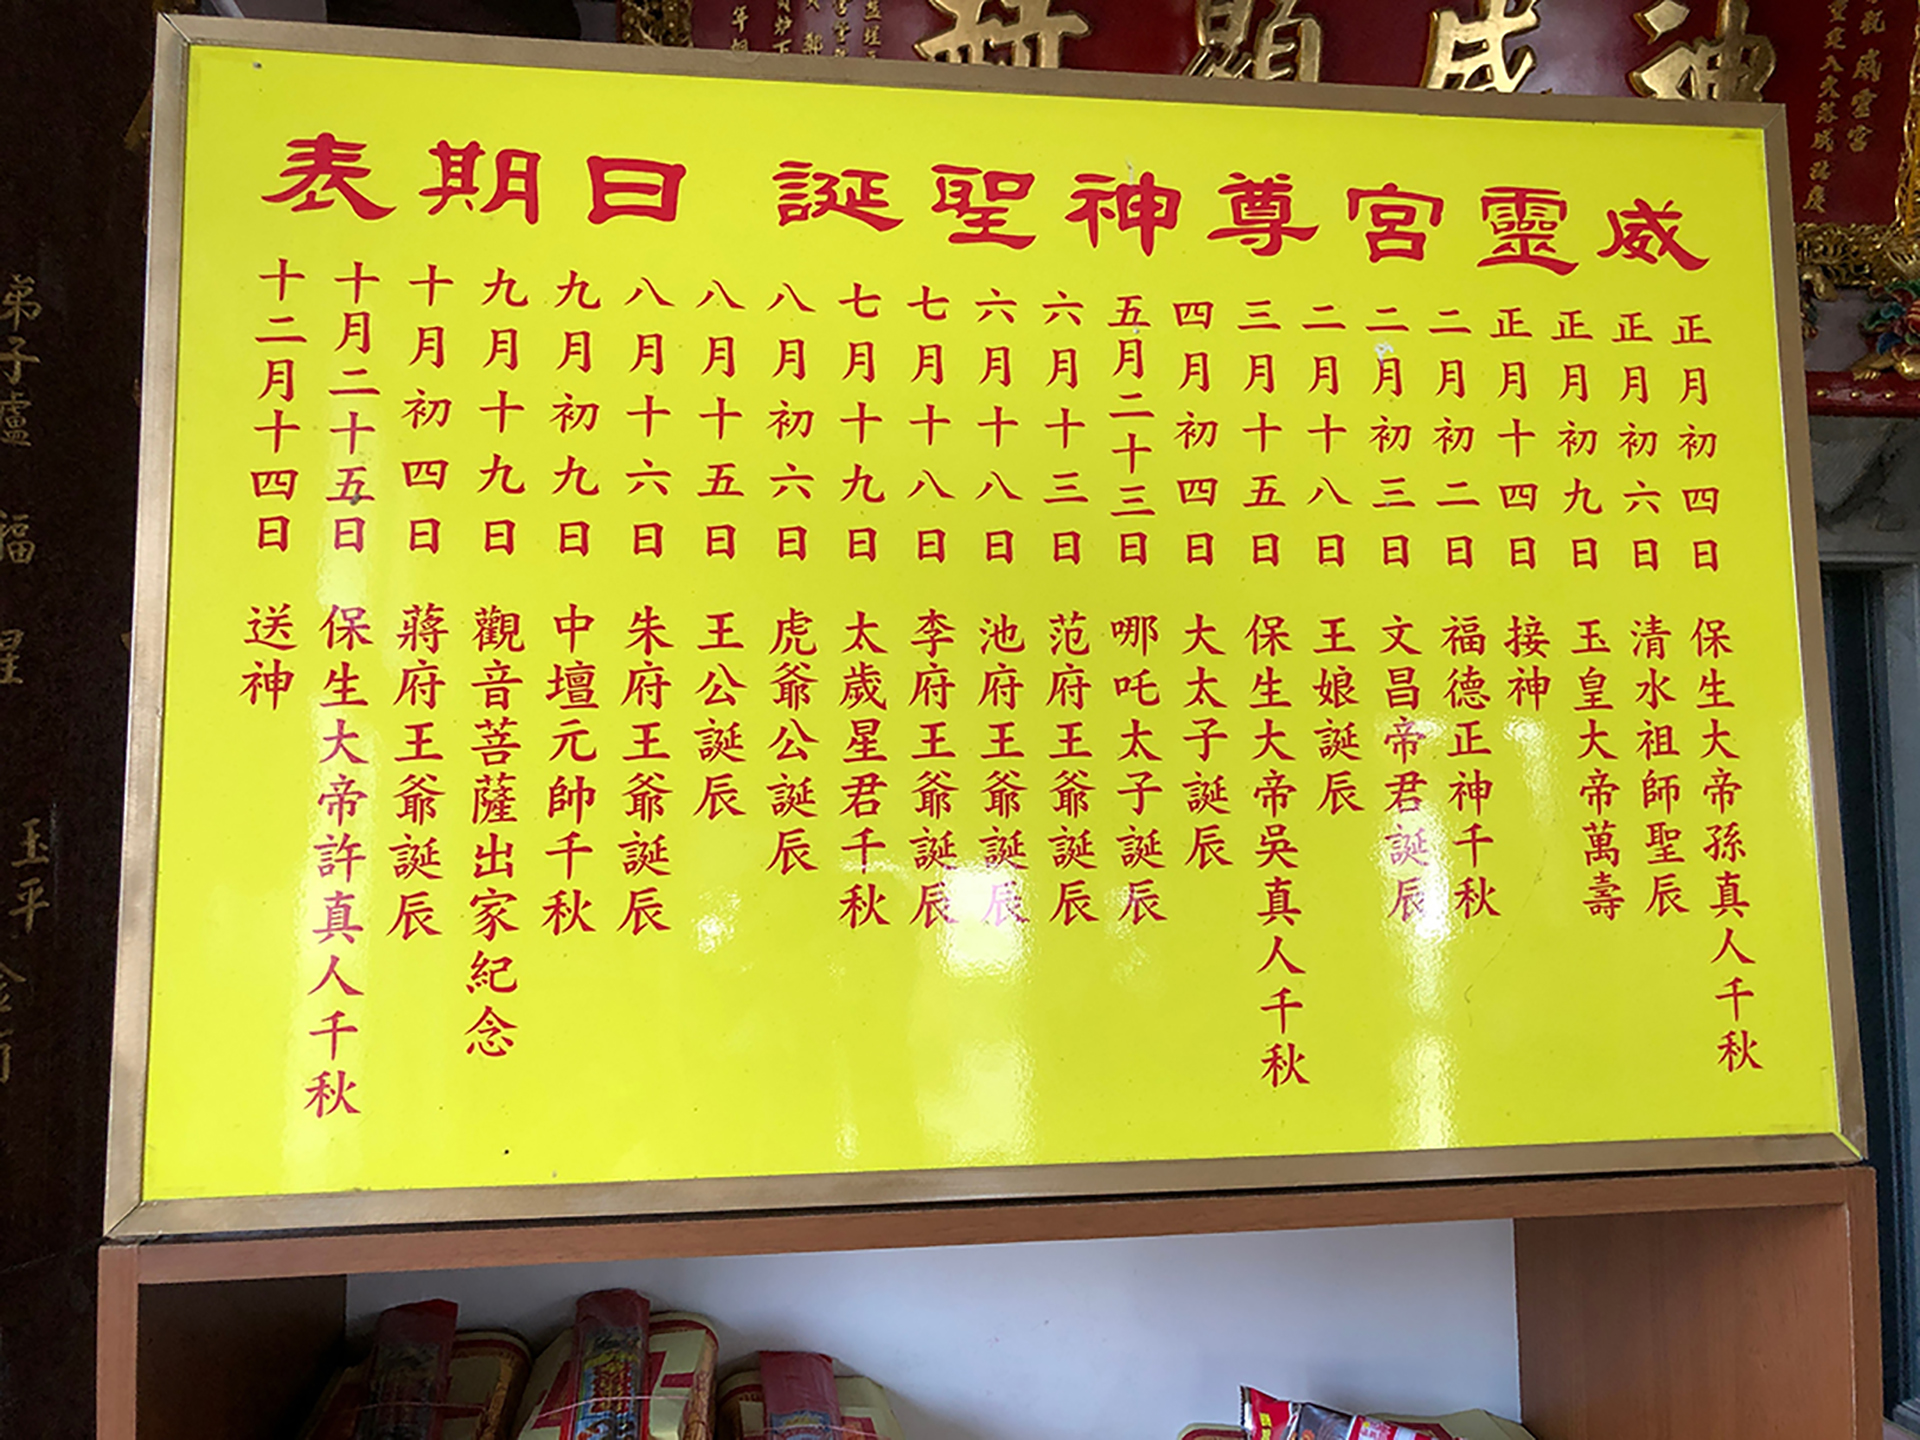 神威顯赫
威靈宮尊神聖誕 日期表
正月初四日 保生大帝孫真人千秋
正月初六日 清水祖師聖辰
正月初九日 玉皇大帝萬壽
正月十四日 接神
二月初二日 福德正神千秋
二月初三日 文昌帝君誕辰
二月十八日 王娘誕辰
三月十五日 保生大帝吳真人千秋
四月初四日 大太子誕辰
五月二十三日 哪吒太子誕辰
六月十三日 范府王爺誕辰
六月十八日 池府王爺誕辰
七月十八日 李府王爺誕辰
七月十九日 太歲星君千秋
八月初六日 虎爺公誕辰
八月十五日 王公誕辰
八月十六日 朱府王爺誕辰
九月初九日 中壇元帥千秋
九月十九日 觀音菩薩出家紀念
十月初四日 蔣府王爺誕辰
十月二十五日 保生大帝許真人千秋
十二月十四日 送神
弟子盧福星
玉平